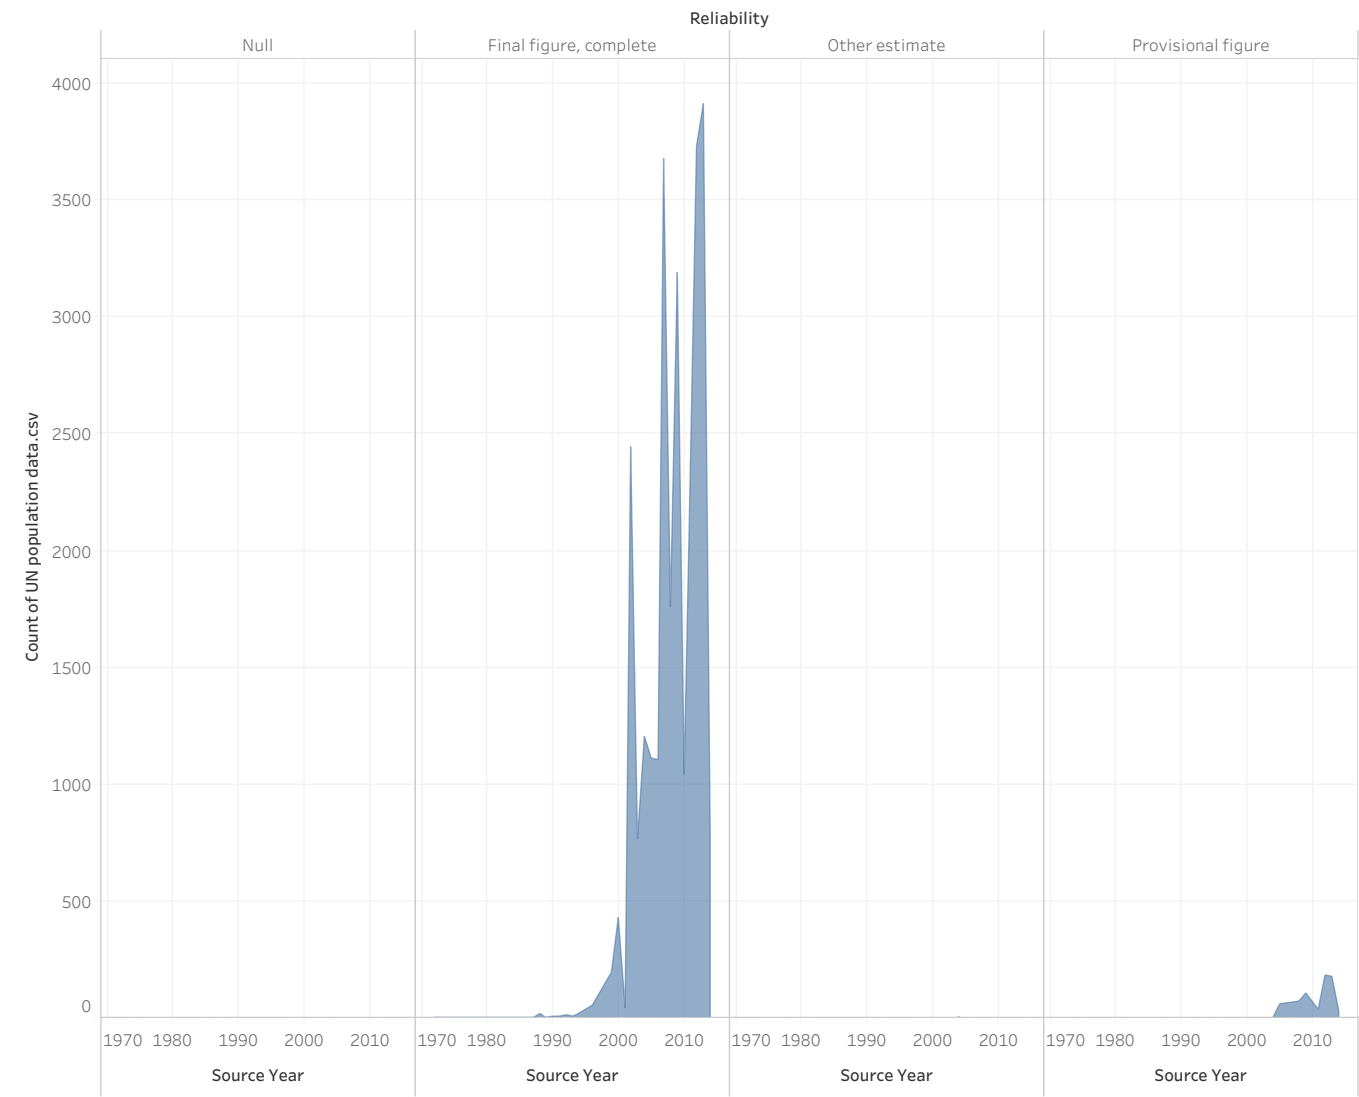 Reliability
Null Final figure, complete Other estimate Provisional figure
4000
3500
3000
2500
2000
1500
1000
500
0
Count of UN population data.csv
1970 1980 1990 2000 2010 1970 1980 1990 2000 2010 1970 1980 1990 2000 2010 1970 1980 1990 2000 2010
Source Year Source Year Source Year Source Year